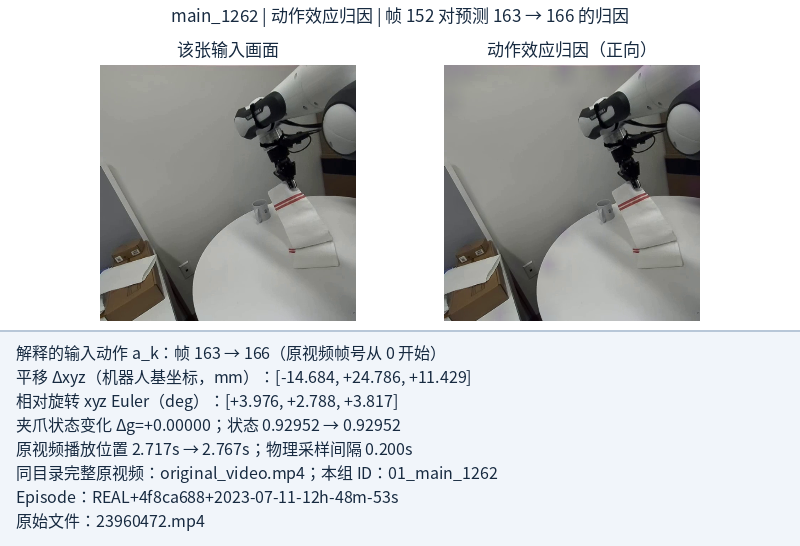 main_1262 | 动作效应归因 | 帧 152 对预测 163 → 166 的归因
该张输入画面
动作效应归因（正向）
解释的输入动作 a_k：帧 163 → 166（原视频帧号从 0 开始）
平移 Δxyz（机器人基坐标，mm）：[-14.684, +24.786, +11.429]
相对旋转 xyz Euler（deg）：[+3.976, +2.788, +3.817]
夹爪状态变化 Δg=+0.00000；状态 0.92952 → 0.92952
原视频播放位置 2.717s → 2.767s；物理采样间隔 0.200s
同目录完整原视频：original_video.mp4；本组 ID：01_main_1262
Episode：REAL+4f8ca688+2023-07-11-12h-48m-53s
原始文件：23960472.mp4